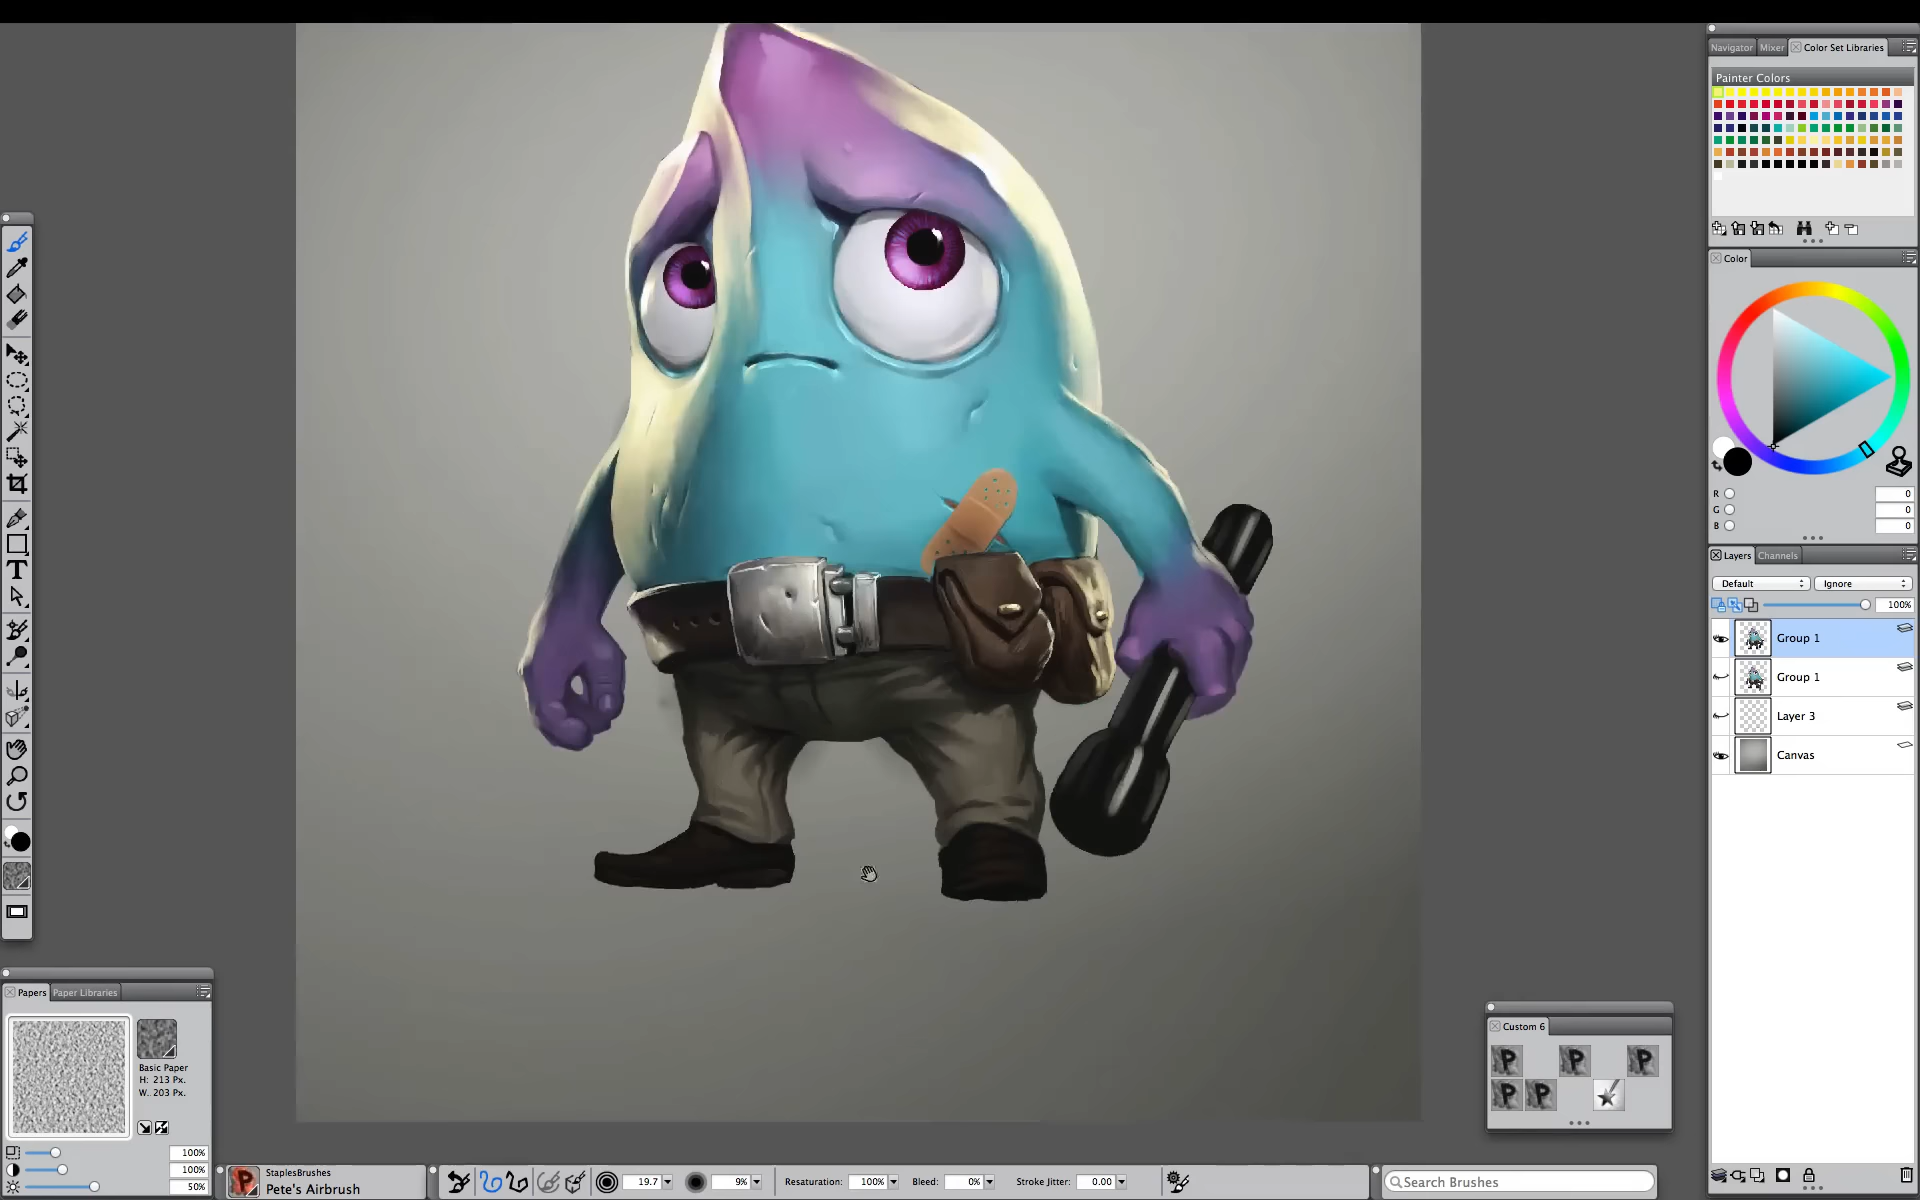 Navigator Mixer Color Set Libraries
Painter Colors
Color
R 0
G 0
B 0
Layers Channels
Default Ignore
100%
Group 1
Group 1
Layer 3
Canvas
T
Papers Paper Libraries
Basic Paper
H: 213 Px.
W.. 203 Px.
100%
100%
50%
Custom 6
P P P
P P
P
StaplesBrushes
Pete's Airbrush
19.7
9%
Resaturation: 100%
Bleed: 0%
Stroke Jitter: 0.00
Search Brushes